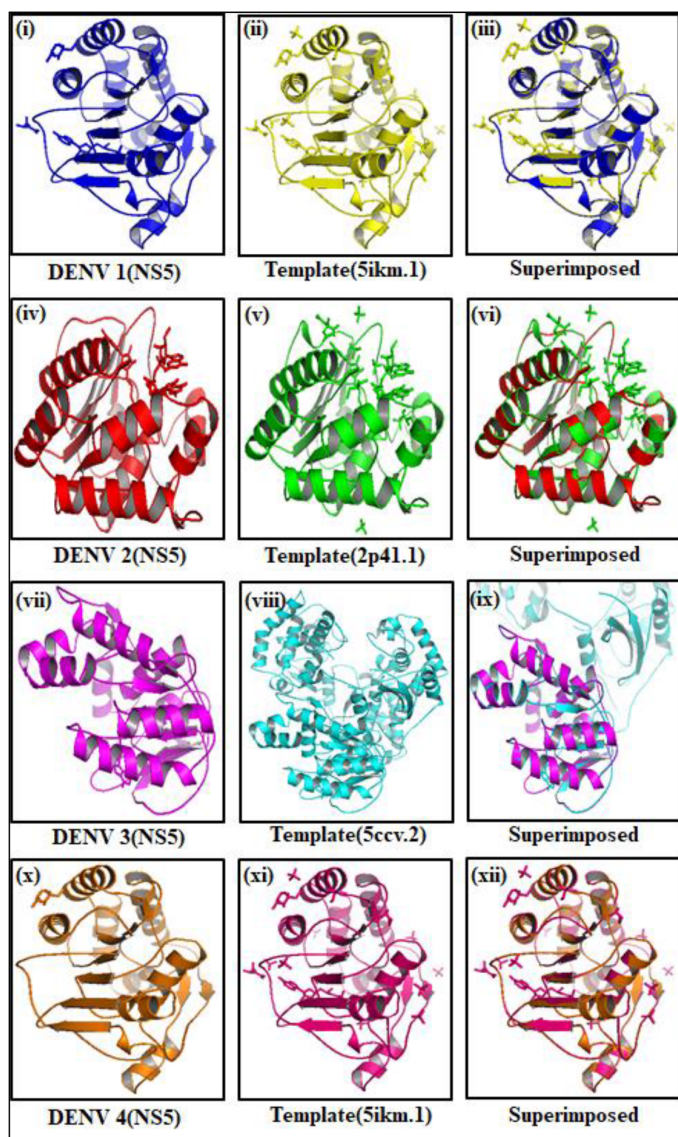 (i) (ii) (iii)
DENV 1(NS5) Template(5ikm.1) Superimposed
(iv) (v) (vi)
DENV 2(NS5) Template(2p41.1) Superimposed
(vii) (viii) (ix)
DENV 3(NS5) Template(5ccv.2) Superimposed
(x) (xi) (xii)
DENV 4(NS5) Template(5ikm.1) Superimposed